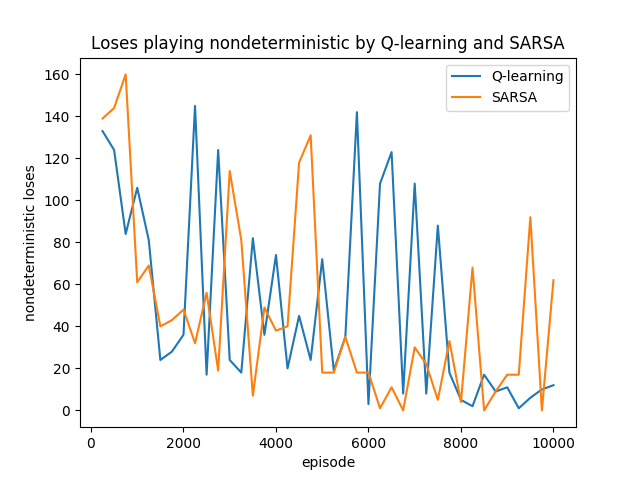 Loses playing nondeterministic by Q-learning and SARSA
Q-learning
SARSA
nondeterministic loses
160
140
120
100
80
60
40
20
0
0 2000 4000 6000 8000 10000
episode